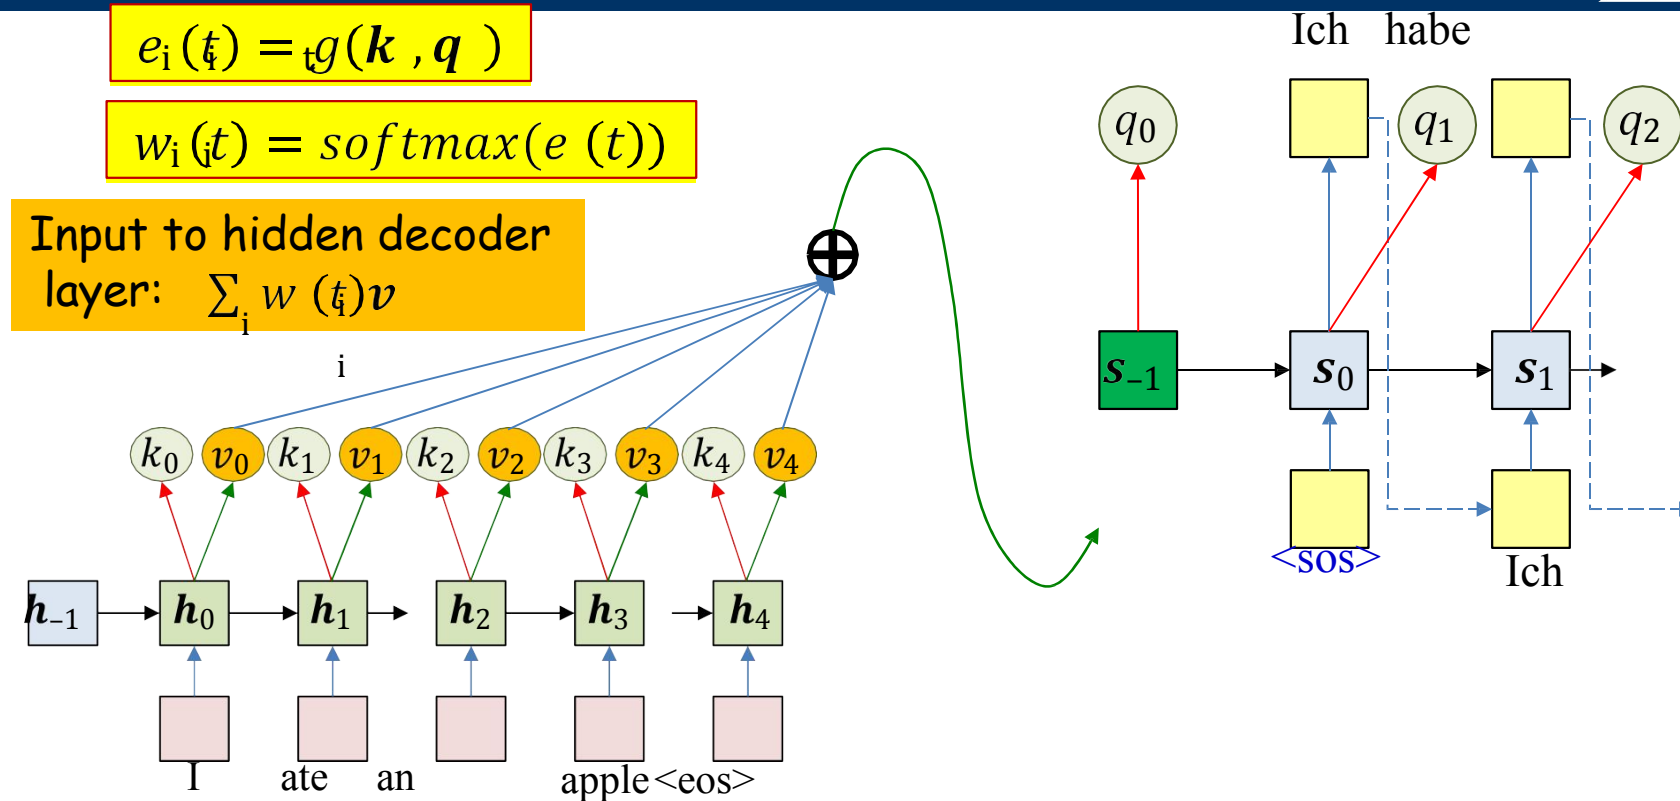 eᵢ(t) = g(kᵢ, qₜ)
wᵢ(t) = softmax(eᵢ(t))
Input to hidden decoder
layer: ∑ᵢ wᵢ(t)vᵢ
i
Ich habe
q₀ q₁ q₂
s₋₁ s₀ s₁
<sos> Ich
k₀ v₀ k₁ v₁ k₂ v₂ k₃ v₃ k₄ v₄
h₋₁ h₀ h₁ h₂ h₃ h₄
I ate an apple <eos>